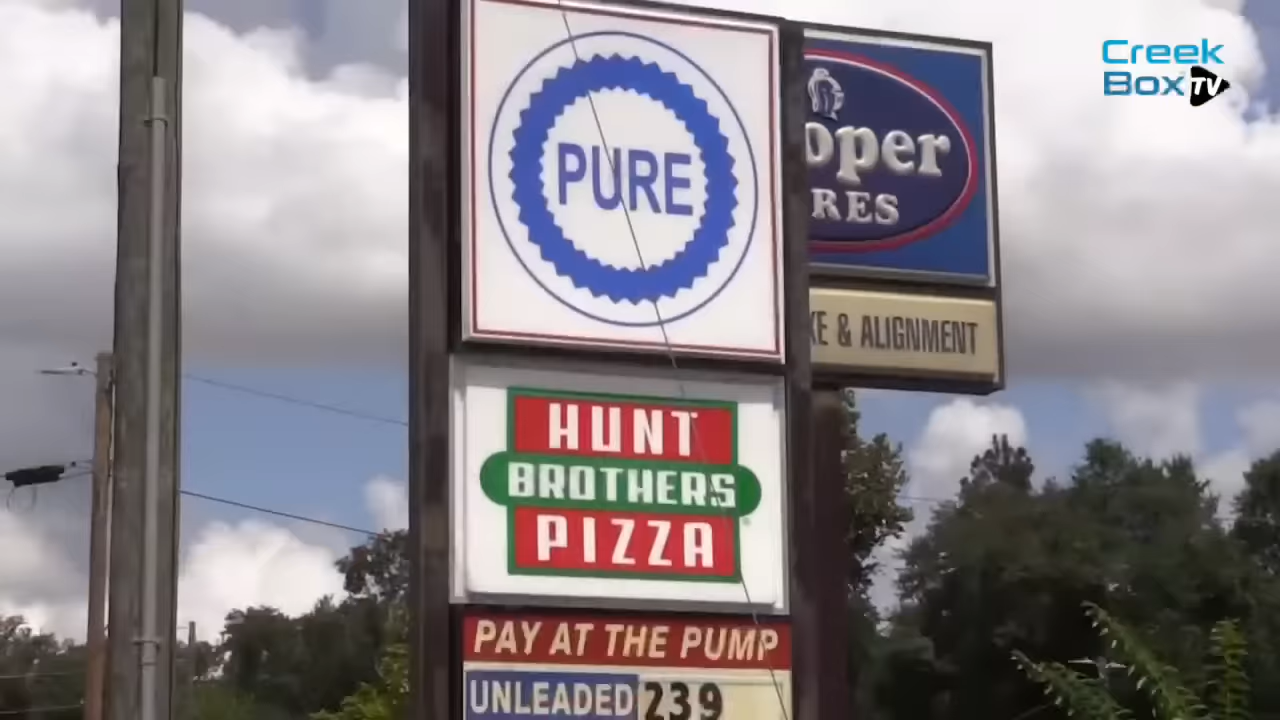 Creek
Box TV
PURE
oper
RES
KE & ALIGNMENT
HUNT
BROTHERS
PIZZA
PAY AT THE PUMP
UNLEADED 239